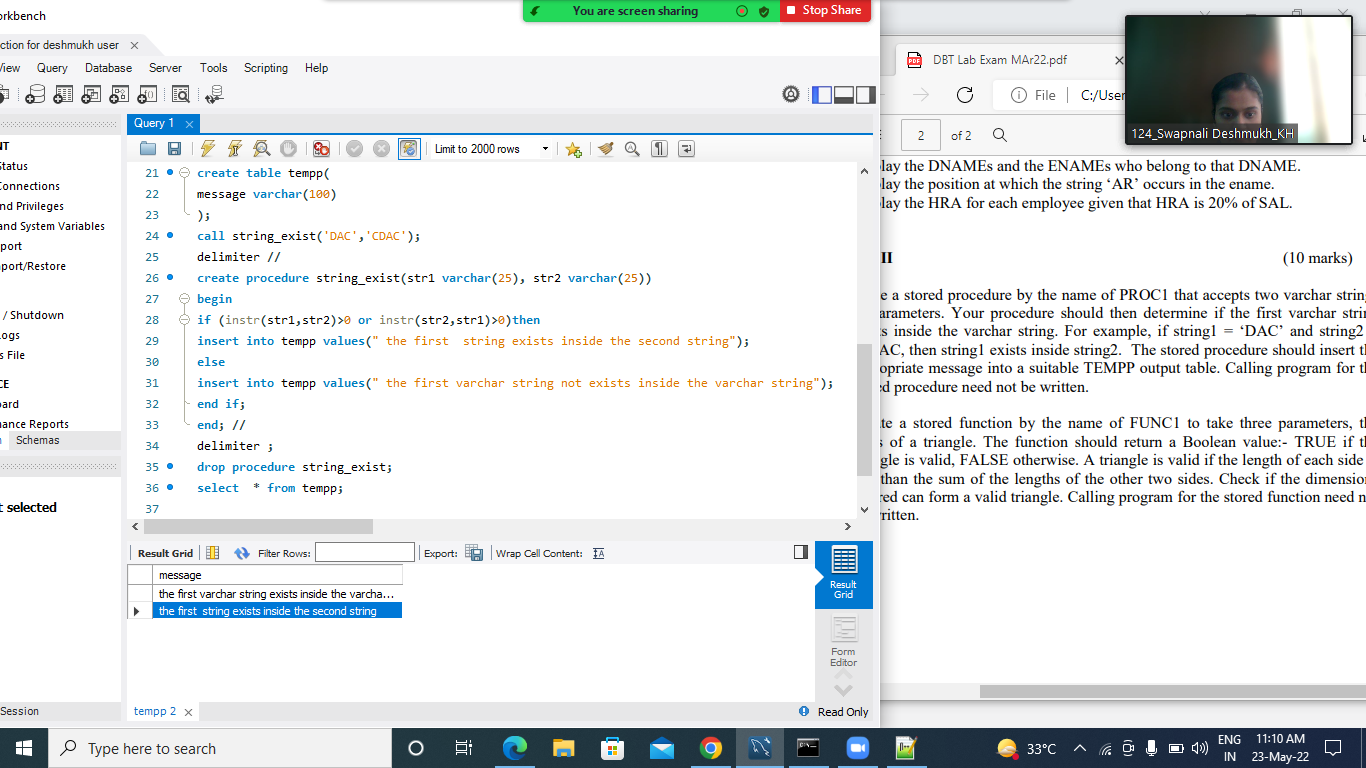 orkbench
You are screen sharing
Stop Share
ction for deshmukh user
View Query Database Server Tools Scripting Help
Query 1
Limit to 2000 rows
NT
Status
Connections
nd Privileges
and System Variables
port
port/Restore
/ Shutdown
ogs
s File
CE
oard
nance Reports
Schemas
t selected
Session
21 create table tempp(
22 message varchar(100)
23 );
24 call string_exist('DAC','CDAC');
25 delimiter //
26 create procedure string_exist(str1 varchar(25), str2 varchar(25))
27 begin
28 if (instr(str1,str2)>0 or instr(str2,str1)>0)then
29 insert into tempp values(" the first  string exists inside the second string");
30 else
31 insert into tempp values(" the first varchar string not exists inside the varchar string");
32 end if;
33 end; //
34 delimiter ;
35 drop procedure string_exist;
36 select  * from tempp;
37
Result Grid Filter Rows: Export: Wrap Cell Content:
message
the first varchar string exists inside the varcha...
the first  string exists inside the second string
Result
Grid
Form
Editor
tempp 2
Read Only
DBT Lab Exam MAr22.pdf
File C:/User
2 of 2
124_Swapnali Deshmukh_KH
lay the DNAMEs and the ENAMEs who belong to that DNAME.
lay the position at which the string ‘AR’ occurs in the ename.
lay the HRA for each employee given that HRA is 20% of SAL.
II (10 marks)
e a stored procedure by the name of PROC1 that accepts two varchar string
arameters. Your procedure should then determine if the first varchar strin
ts inside the varchar string. For example, if string1 = ‘DAC’ and string2
AC, then string1 exists inside string2. The stored procedure should insert th
opriate message into a suitable TEMPP output table. Calling program for th
ed procedure need not be written.
te a stored function by the name of FUNC1 to take three parameters, th
s of a triangle. The function should return a Boolean value:- TRUE if th
gle is valid, FALSE otherwise. A triangle is valid if the length of each side
than the sum of the lengths of the other two sides. Check if the dimension
red can form a valid triangle. Calling program for the stored function need n
ritten.
Type here to search
33°C
ENG
IN
11:10 AM
23-May-22